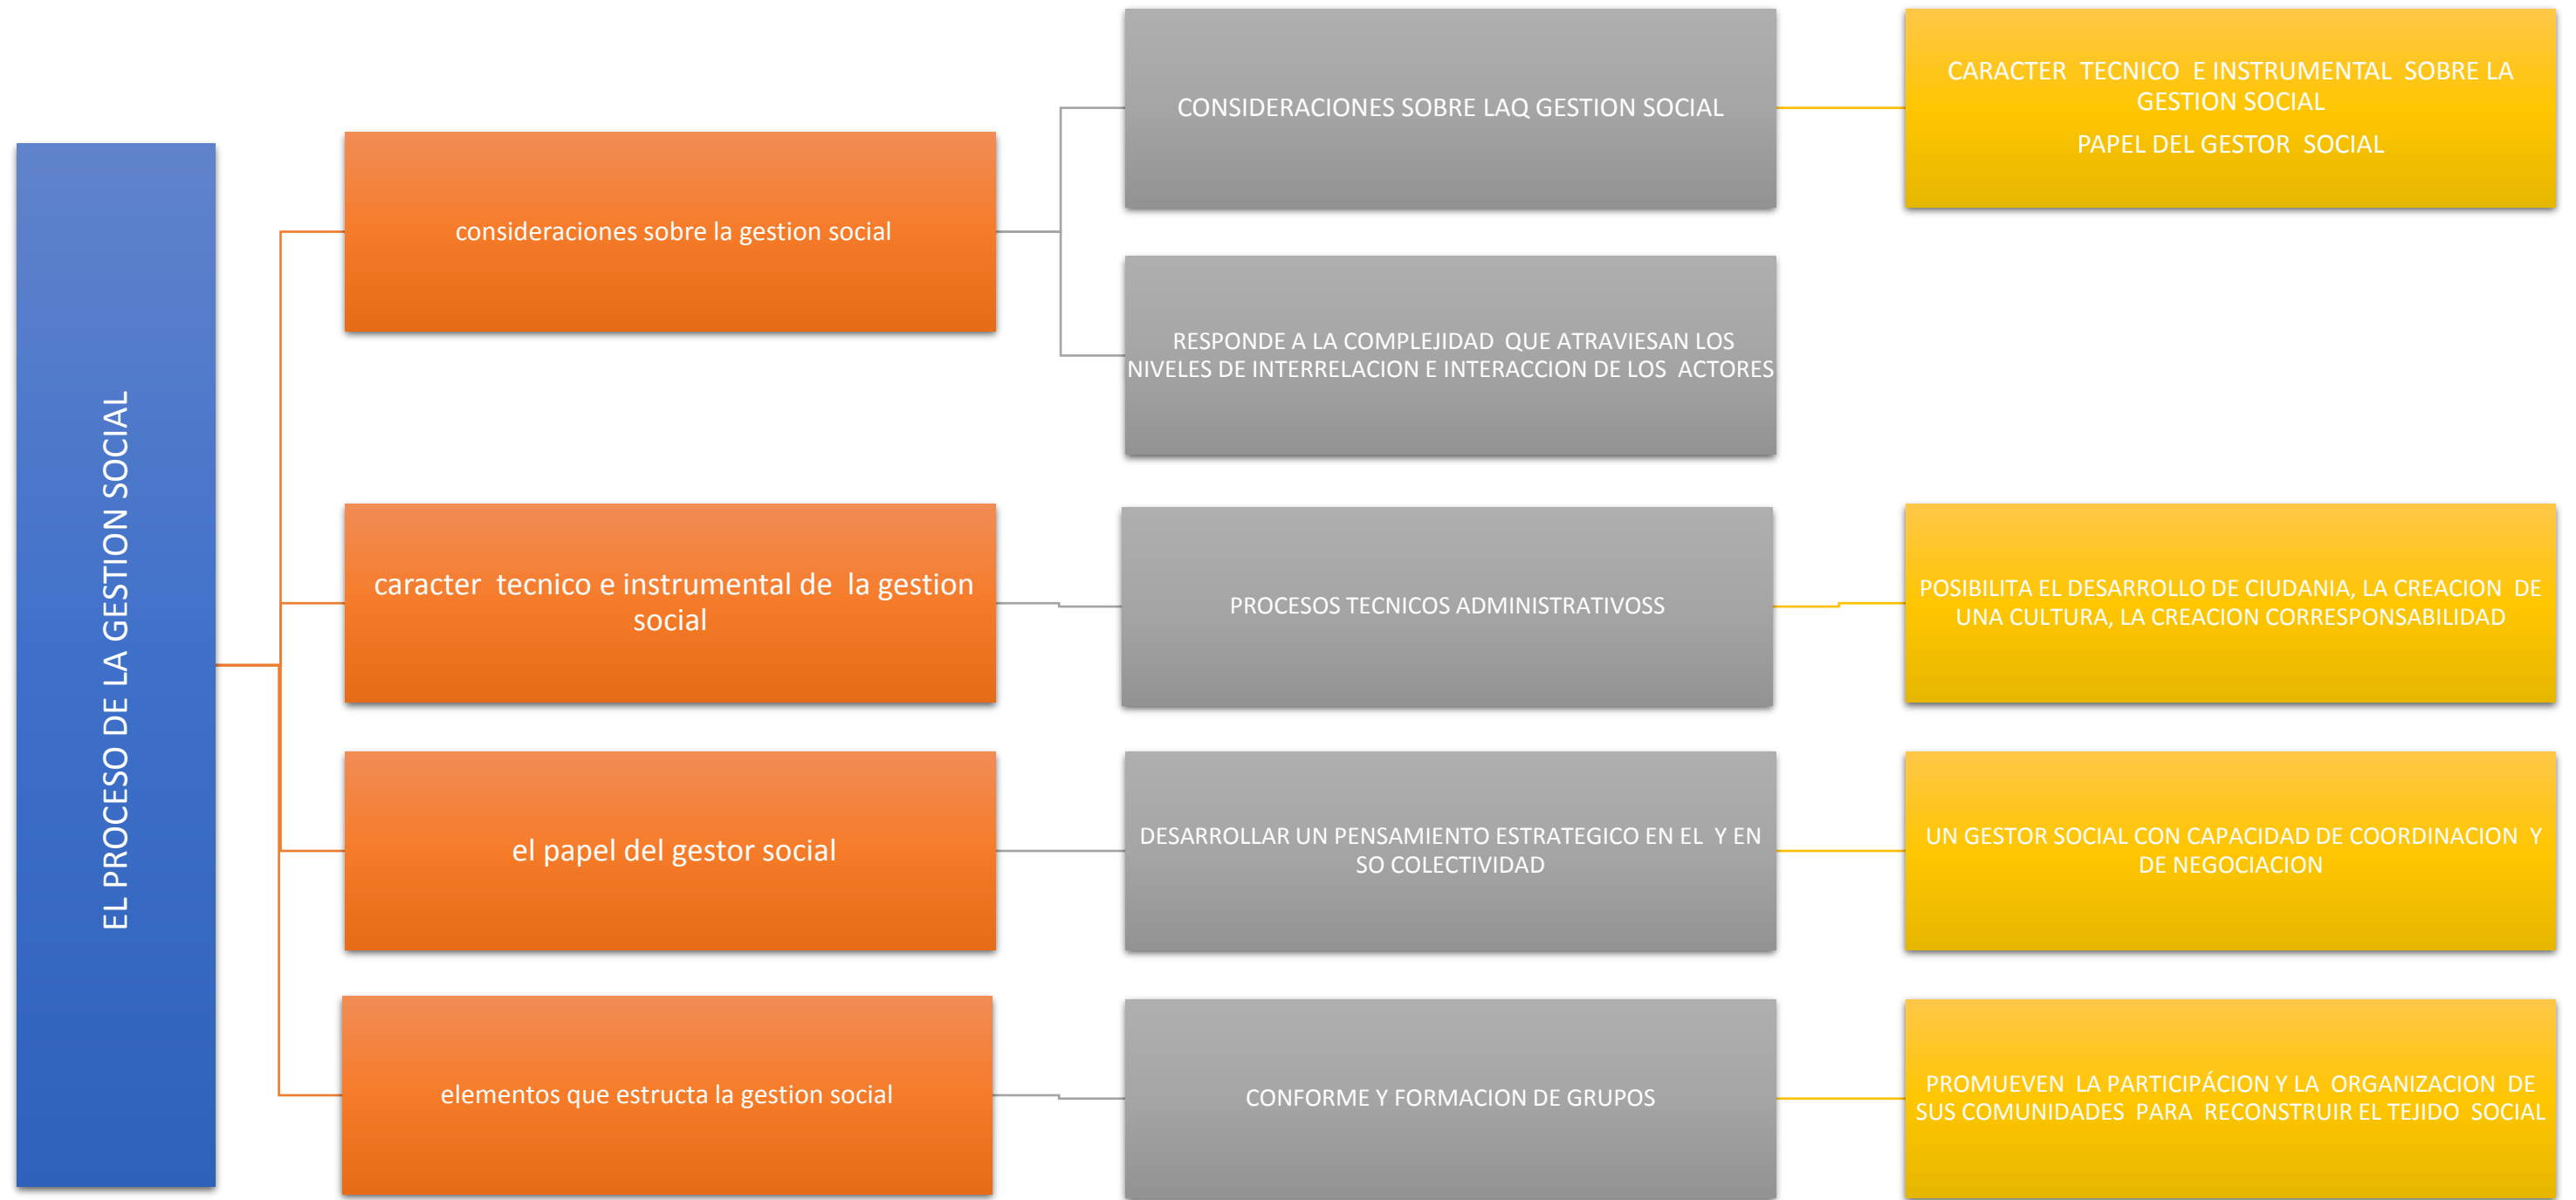 EL PROCESO DE LA GESTION SOCIAL
consideraciones sobre la gestion social
CONSIDERACIONES SOBRE LAQ GESTION SOCIAL
CARACTER TECNICO E INSTRUMENTAL SOBRE LA
GESTION SOCIAL
PAPEL DEL GESTOR SOCIAL
RESPONDE A LA COMPLEJIDAD QUE ATRAVIESAN LOS
NIVELES DE INTERRELACION E INTERACCION DE LOS ACTORES
caracter tecnico e instrumental de la gestion
social
PROCESOS TECNICOS ADMINISTRATIVOSS
POSIBILITA EL DESARROLLO DE CIUDANIA, LA CREACION DE
UNA CULTURA, LA CREACION CORRESPONSABILIDAD
el papel del gestor social
DESARROLLAR UN PENSAMIENTO ESTRATEGICO EN EL Y EN
SO COLECTIVIDAD
UN GESTOR SOCIAL CON CAPACIDAD DE COORDINACION Y
DE NEGOCIACION
elementos que estructa la gestion social
CONFORME Y FORMACION DE GRUPOS
PROMUEVEN LA PARTICIPÁCION Y LA ORGANIZACION DE
SUS COMUNIDADES PARA RECONSTRUIR EL TEJIDO SOCIAL